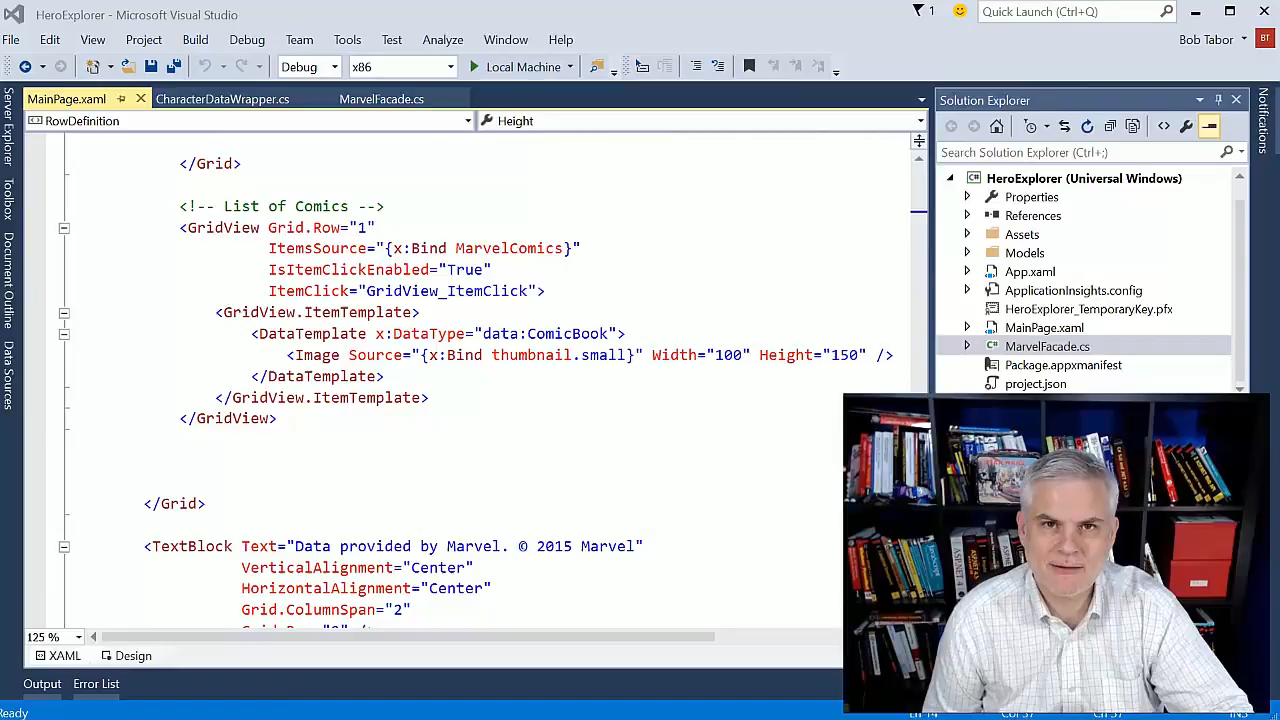 HeroExplorer - Microsoft Visual Studio
1
Quick Launch (Ctrl+Q)
File Edit View Project Build Debug Team Tools Test Analyze Window Help
Bob Tabor
BT
Debug
x86
Local Machine
Server Explorer
Toolbox
Document Outline
Data Sources
MainPage.xaml
CharacterDataWrapper.cs
MarvelFacade.cs
RowDefinition
Height
</Grid>
<!-- List of Comics -->
<GridView Grid.Row="1"
ItemsSource="{x:Bind MarvelComics}"
IsItemClickEnabled="True"
ItemClick="GridView_ItemClick">
<GridView.ItemTemplate>
<DataTemplate x:DataType="data:ComicBook">
<Image Source="{x:Bind thumbnail.small}" Width="100" Height="150" />
</DataTemplate>
</GridView.ItemTemplate>
</GridView>
</Grid>
<TextBlock Text="Data provided by Marvel. © 2015 Marvel"
VerticalAlignment="Center"
HorizontalAlignment="Center"
Grid.ColumnSpan="2"
125 %
XAML
Design
Output
Error List
Ready
Solution Explorer
Search Solution Explorer (Ctrl+;)
C# HeroExplorer (Universal Windows)
Properties
References
Assets
Models
App.xaml
ApplicationInsights.config
HeroExplorer_TemporaryKey.pfx
MainPage.xaml
C# MarvelFacade.cs
Package.appxmanifest
project.json
Notifications